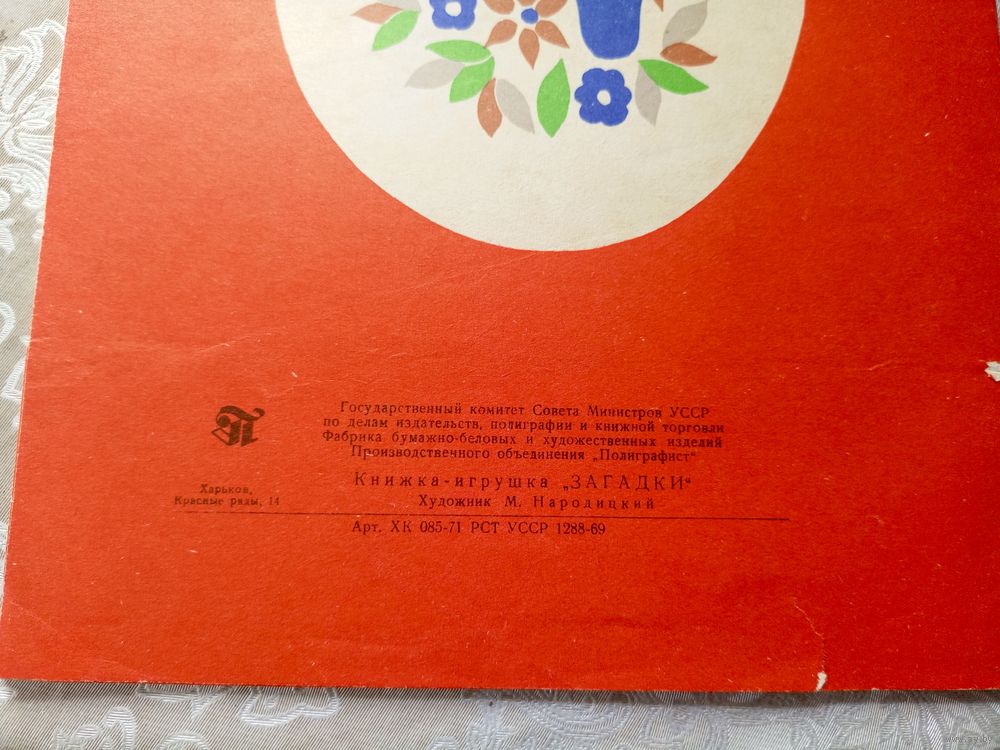 Государственный комитет Совета Министров УССР
по делам издательств, полиграфии и книжной торговли
Фабрика бумажно-беловых и художественных изделий
Производственного объединения „Полиграфист“
Книжка-игрушка „ЗАГАДКИ“
Художник М. Народицкий
Харьков,
Красные ряды, 14
Арт. ХК 085-71 РСТ УССР 1288-69